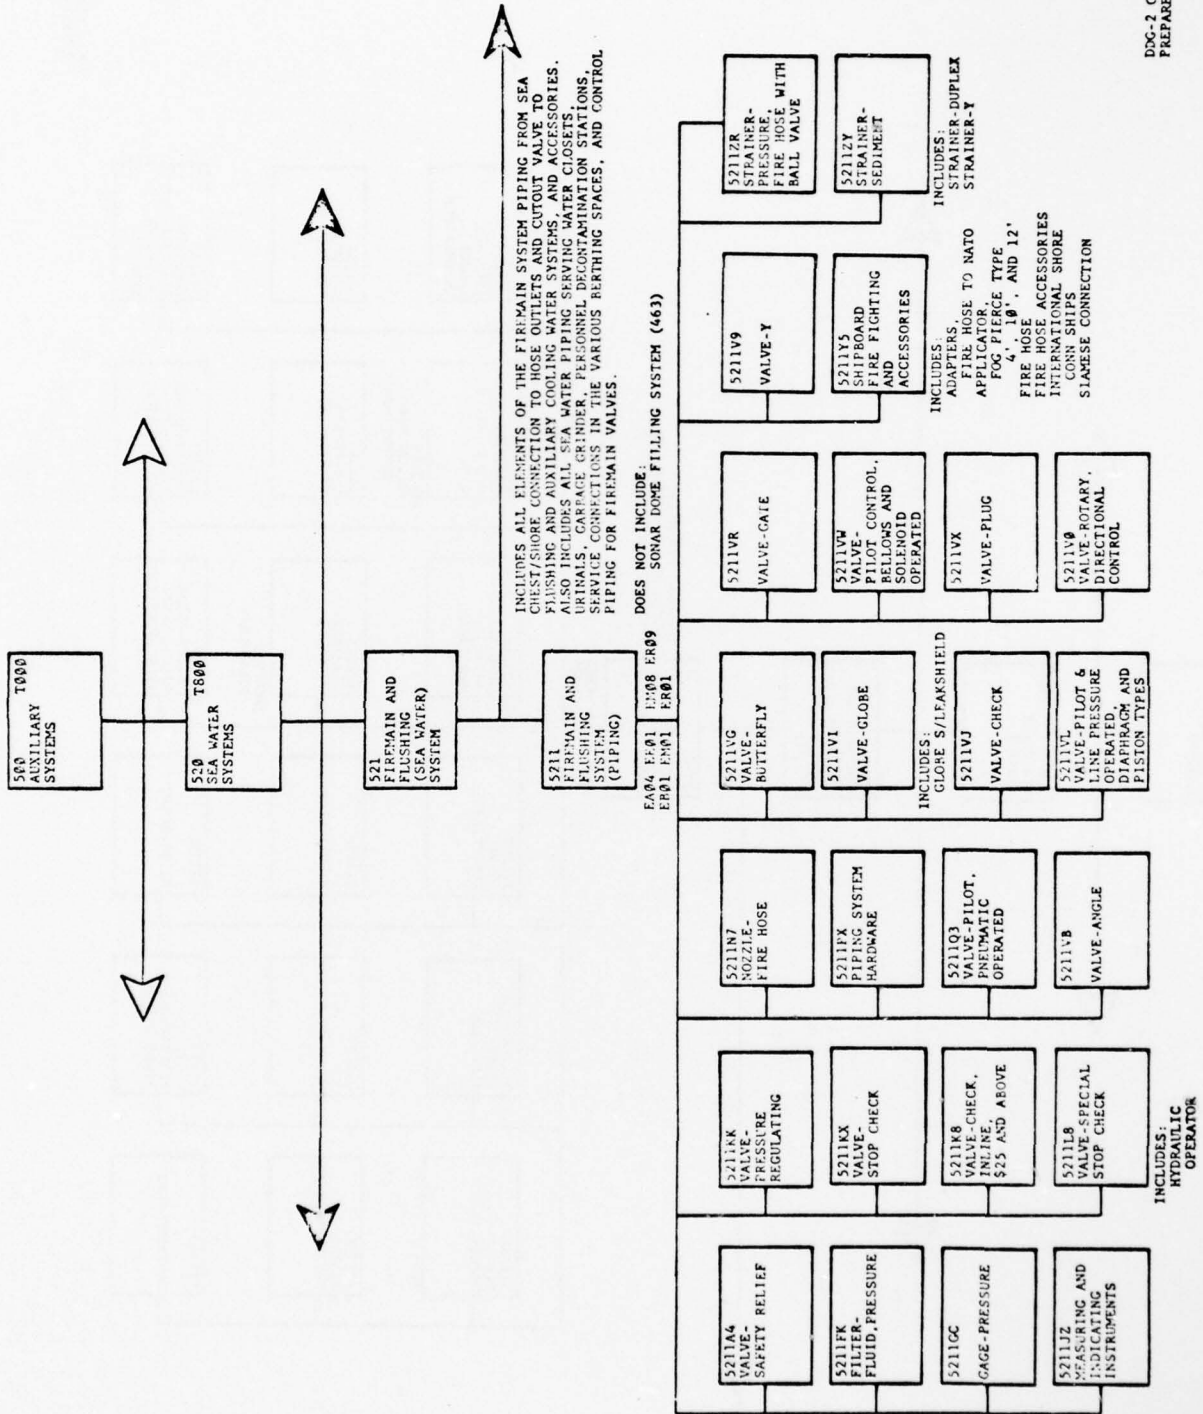 500 T000
AUXILIARY
SYSTEMS
520 T800
SEA WATER
SYSTEMS
521
FIREMAIN AND
FLUSHING
(SEA WATER)
SYSTEM
INCLUDES ALL ELEMENTS OF THE FIREMAIN SYSTEM PIPING FROM SEA
CHEST/SHORE CONNECTION TO HOSE OUTLETS AND CUTOUT VALVE TO
FLUSHING AND AUXILIARY COOLING WATER SYSTEMS, AND ACCESSORIES.
ALSO INCLUDES ALL SEA WATER PIPING SERVING WATER CLOSETS,
URINALS, GARBAGE GRINDER, PERSONNEL DECONTAMINATION STATIONS,
SERVICE CONNECTIONS IN THE VARIOUS BERTHING SPACES, AND CONTROL
PIPING FOR FIREMAIN VALVES.
5211
FIREMAIN AND
FLUSHING
SYSTEM
(PIPING)
DOES NOT INCLUDE:
SONAR DOME FILLING SYSTEM (463)
EA04 EK01 EM08 ER09
EB01 EM01 ER01
5211A4
VALVE-
SAFETY RELIEF
5211FK
FILTER-
FLUID,PRESSURE
5211GC
GAGE-PRESSURE
5211JZ
MEASURING AND
INDICATING
INSTRUMENTS
5211KK
VALVE-
PRESSURE
REGULATING
5211KX
VALVE-
STOP CHECK
5211K8
VALVE-CHECK,
INLINE,
$25 AND ABOVE
5211L8
VALVE-SPECIAL
STOP CHECK
INCLUDES:
HYDRAULIC
OPERATOR
5211N7
NOZZLE-
FIRE HOSE
5211PX
PIPING SYSTEM
HARDWARE
5211Q3
VALVE-PILOT,
PNEUMATIC
OPERATED
5211VB
VALVE-ANGLE
5211VG
VALVE-
BUTTERFLY
5211VI
VALVE-GLOBE
INCLUDES:
GLOBE S/LEAKSHIELD
5211VJ
VALVE-CHECK
5211VL
VALVE-PILOT &
LINE PRESSURE
OPERATED,
DIAPHRAGM AND
PISTON TYPES
5211VR
VALVE-GATE
5211VW
VALVE-
PILOT CONTROL,
BELLOWS AND
SOLENOID
OPERATED
5211VX
VALVE-PLUG
5211V0
VALVE-ROTARY,
DIRECTIONAL
CONTROL
5211V9
VALVE-Y
5211Y5
SHIPBOARD
FIRE FIGHTING
AND
ACCESSORIES
INCLUDES:
ADAPTERS,
FIRE HOSE TO NATO
APPLICATOR,
FOG PIERCE TYPE
4', 10', AND 12'
FIRE HOSE
FIRE HOSE ACCESSORIES
INTERNATIONAL SHORE
CONN SHIPS
SIAMESE CONNECTION
5211ZR
STRAINER-
PRESSURE,
FIRE HOSE WITH
BALL VALVE
5211ZY
STRAINER-
SEDIMENT
INCLUDES:
STRAINER-DUPLEX
STRAINER-Y
DDG-2
PREPARE